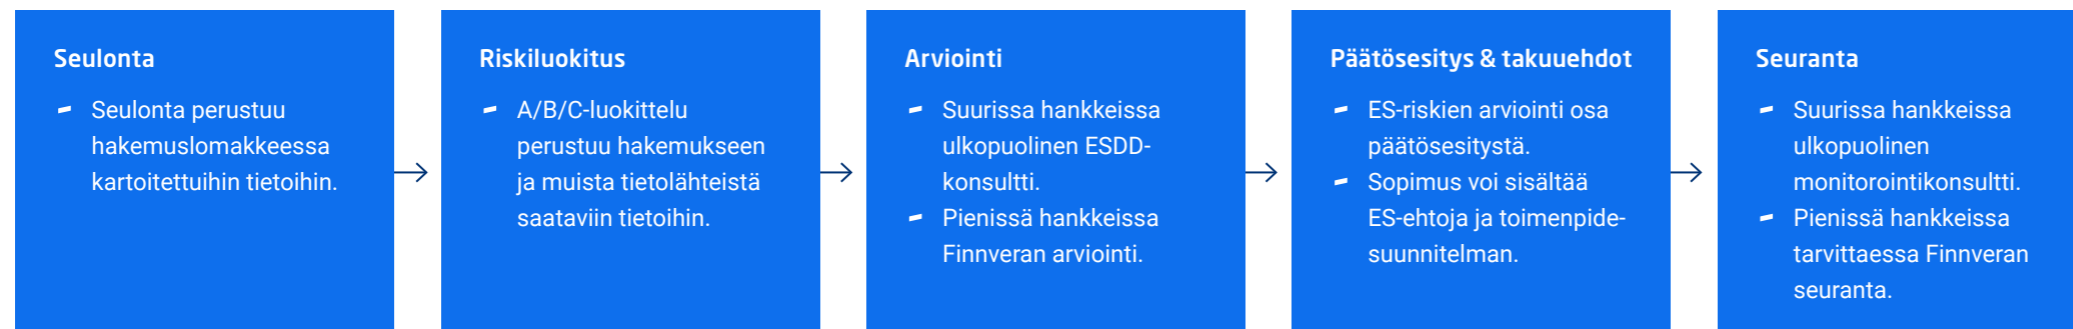 Seulonta
- Seulonta perustuu
hakemuslomakkeessa
kartoitettuihin tietoihin.
Riskiluokitus
- A/B/C-luokittelu
perustuu hakemukseen
ja muista tietolähteistä
saataviin tietoihin.
Arviointi
- Suurissa hankkeissa
ulkopuolinen ESDD-
konsultti.
- Pienissä hankkeissa
Finnveran arviointi.
Päätösesitys & takuuehdot
- ES-riskien arviointi osa
päätösesitystä.
- Sopimus voi sisältää
ES-ehtoja ja toimenpide-
suunnitelman.
Seuranta
- Suurissa hankkeissa
ulkopuolinen
monitorointikonsultti.
- Pienissä hankkeissa
tarvittaessa Finnveran
seuranta.